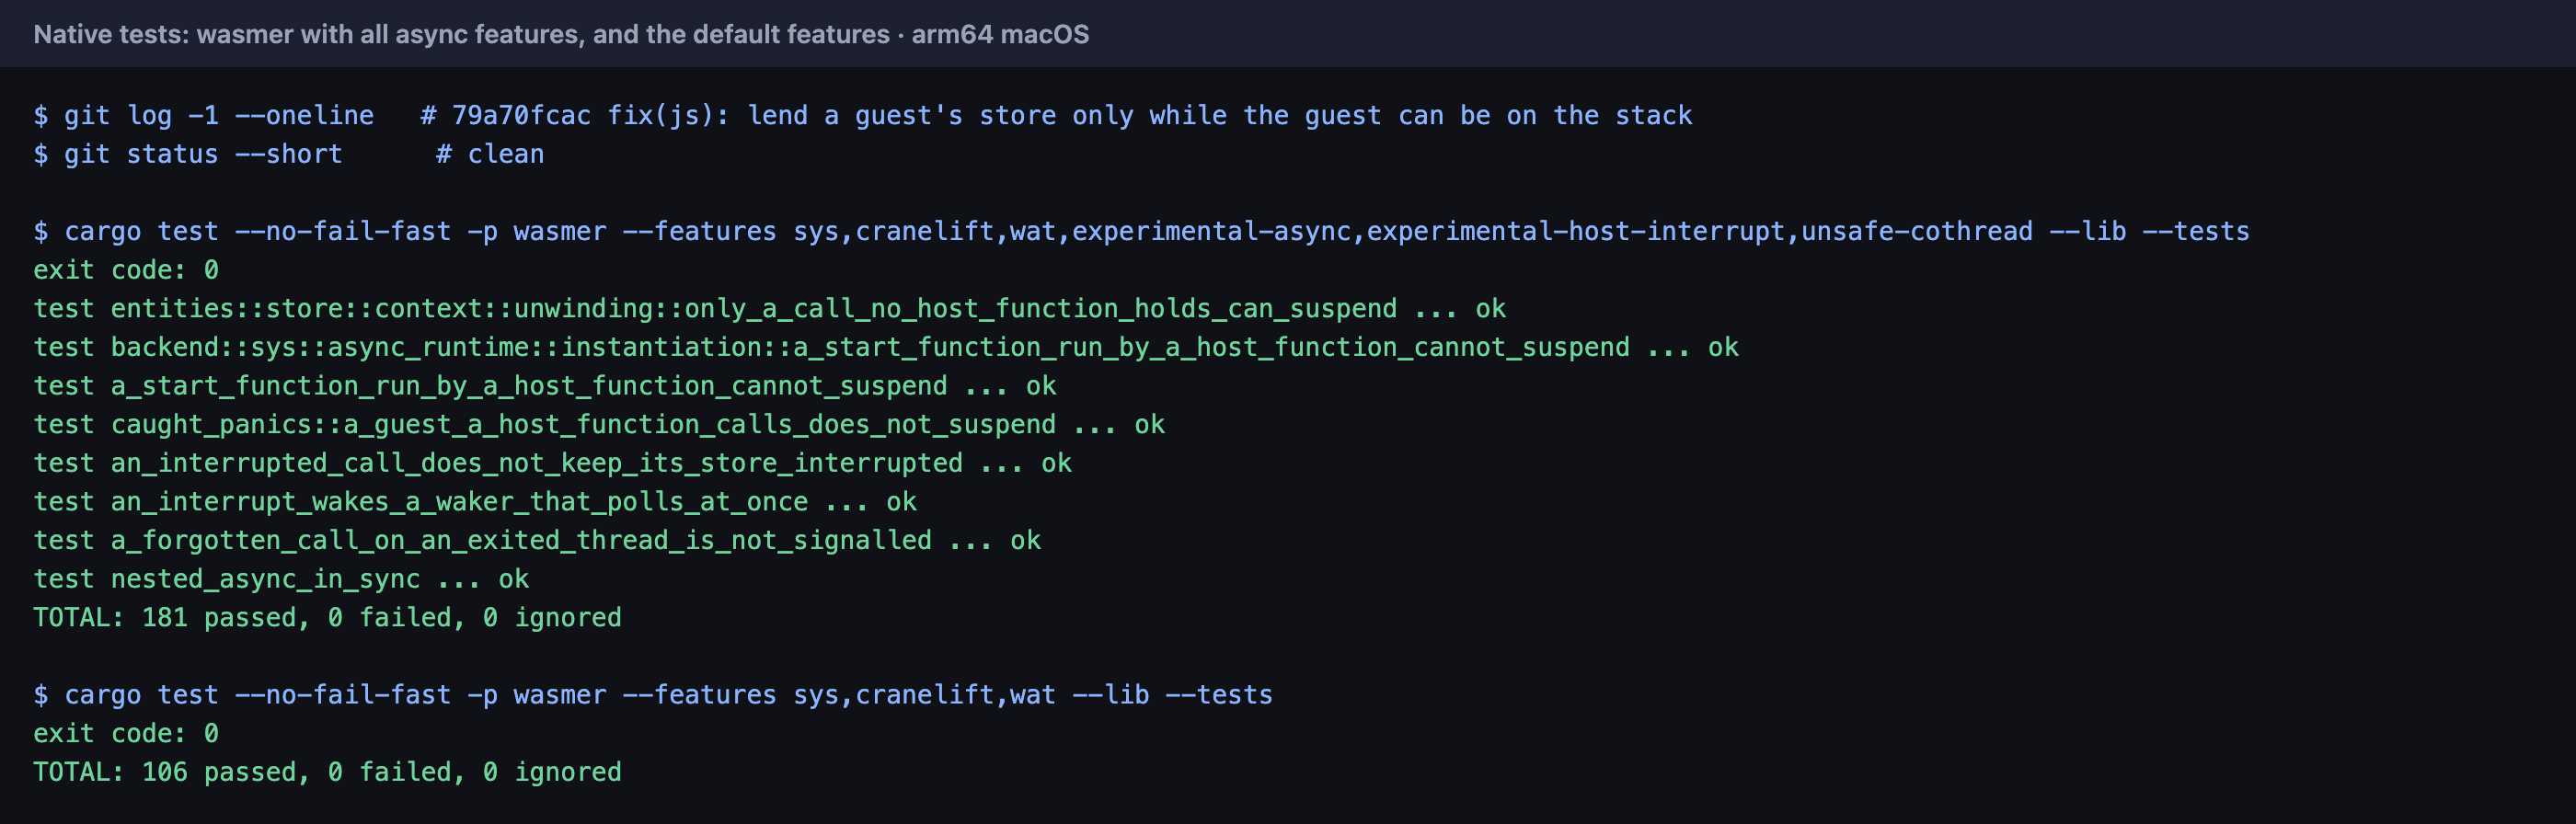 Native tests: wasmer with all async features, and the default features · arm64 macOS
$ git log -1 --oneline   # 79a70fcac fix(js): lend a guest's store only while the guest can be on the stack
$ git status --short      # clean
$ cargo test --no-fail-fast -p wasmer --features sys,cranelift,wat,experimental-async,experimental-host-interrupt,unsafe-cothread --lib --tests
exit code: 0
test entities::store::context::unwinding::only_a_call_no_host_function_holds_can_suspend ... ok
test backend::sys::async_runtime::instantiation::a_start_function_run_by_a_host_function_cannot_suspend ... ok
test a_start_function_run_by_a_host_function_cannot_suspend ... ok
test caught_panics::a_guest_a_host_function_calls_does_not_suspend ... ok
test an_interrupted_call_does_not_keep_its_store_interrupted ... ok
test an_interrupt_wakes_a_waker_that_polls_at_once ... ok
test a_forgotten_call_on_an_exited_thread_is_not_signalled ... ok
test nested_async_in_sync ... ok
TOTAL: 181 passed, 0 failed, 0 ignored
$ cargo test --no-fail-fast -p wasmer --features sys,cranelift,wat --lib --tests
exit code: 0
TOTAL: 106 passed, 0 failed, 0 ignored